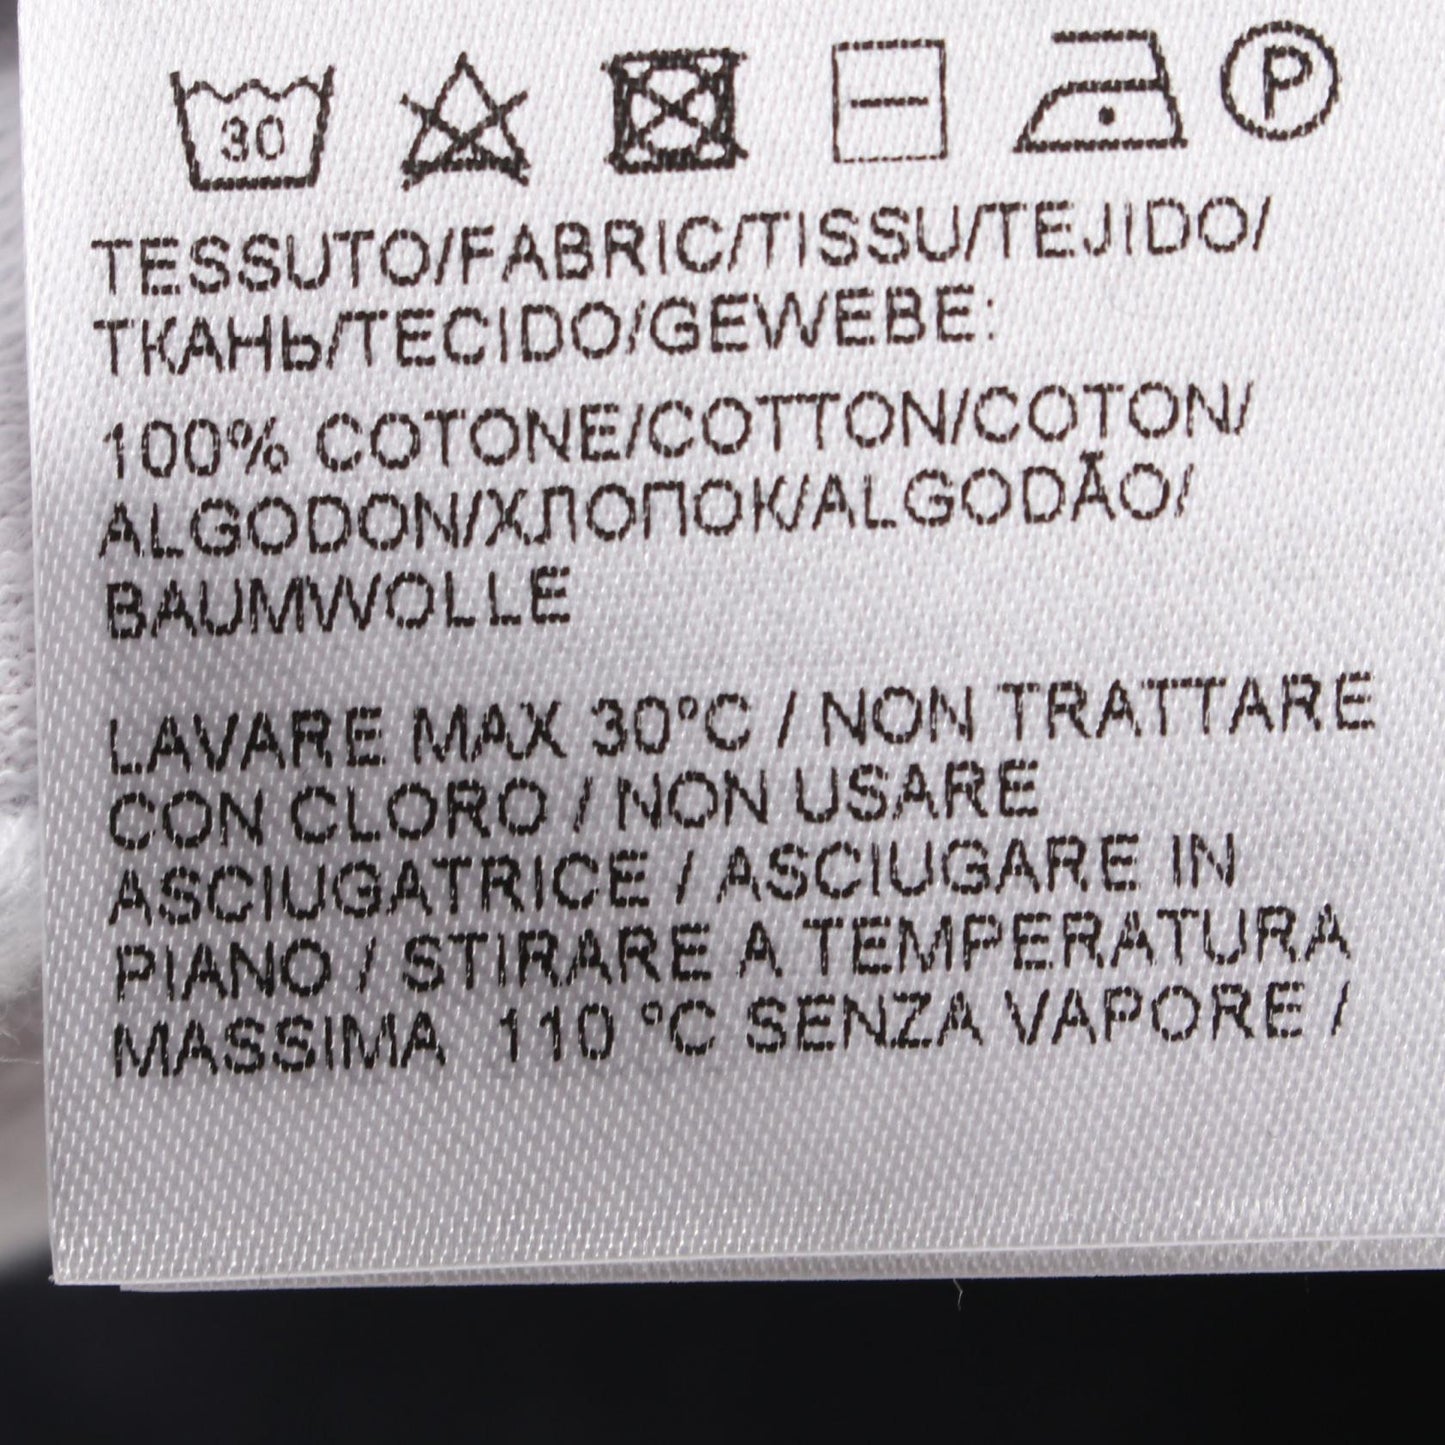 30 P
TESSUTO/FABRIC/TISSU/TEJIDO/
ТКАНЬ/TECIDO/GEWEBE:
100% COTONE/COTTON/COTON/
ALGODON/ХЛОПОК/ALGODÃO/
BAUMWOLLE
LAVARE MAX 30°C / NON TRATTARE
CON CLORO / NON USARE
ASCIUGATRICE / ASCIUGARE IN
PIANO / STIRARE A TEMPERATURA
MASSIMA 110 °C SENZA VAPORE /